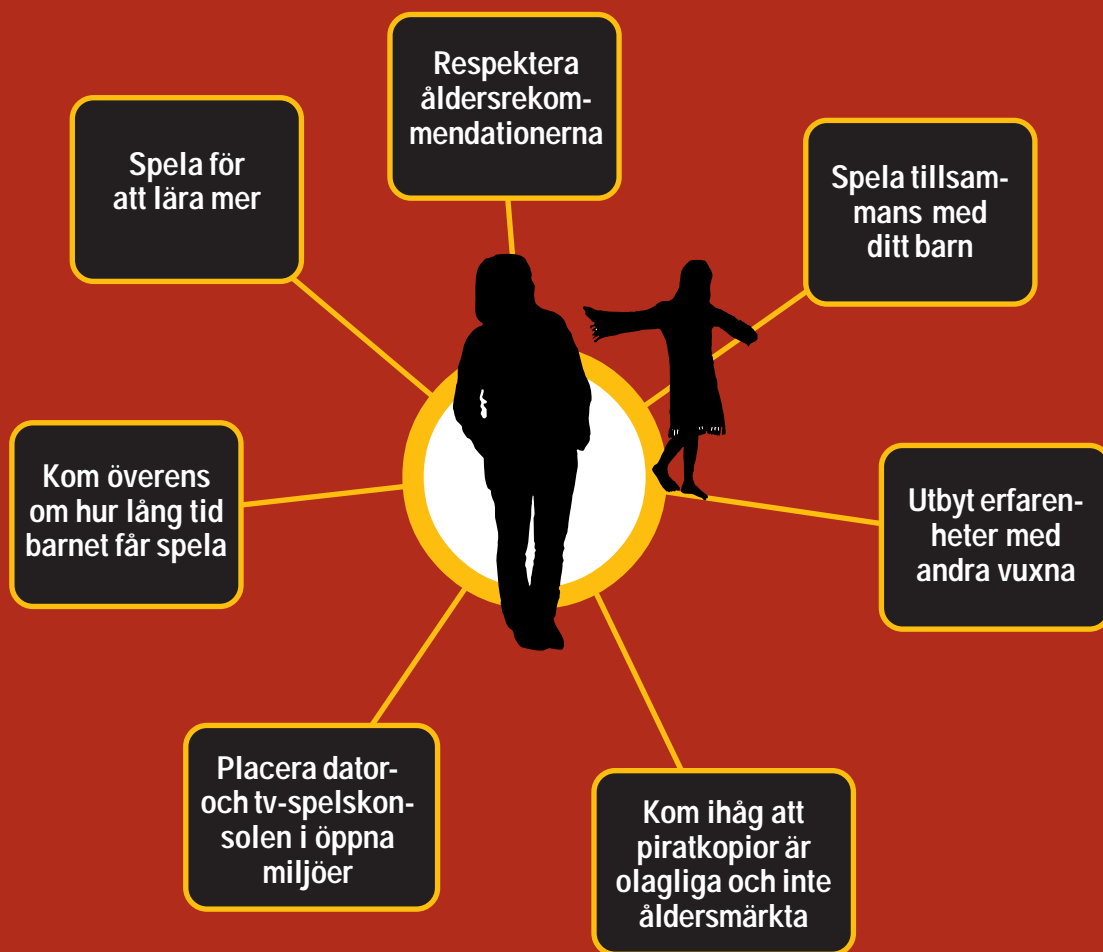 Respektera
åldersrekom-
mendationerna
Spela för
att lära mer
Spela tillsam-
mans med
ditt barn
Kom överens
om hur lång tid
barnet får spela
Utbyt erfaren-
heter med
andra vuxna
Placera dator-
och tv-spelskon-
solen i öppna
miljöer
Kom ihåg att
piratkopior är
olagliga och inte
åldersmärkta